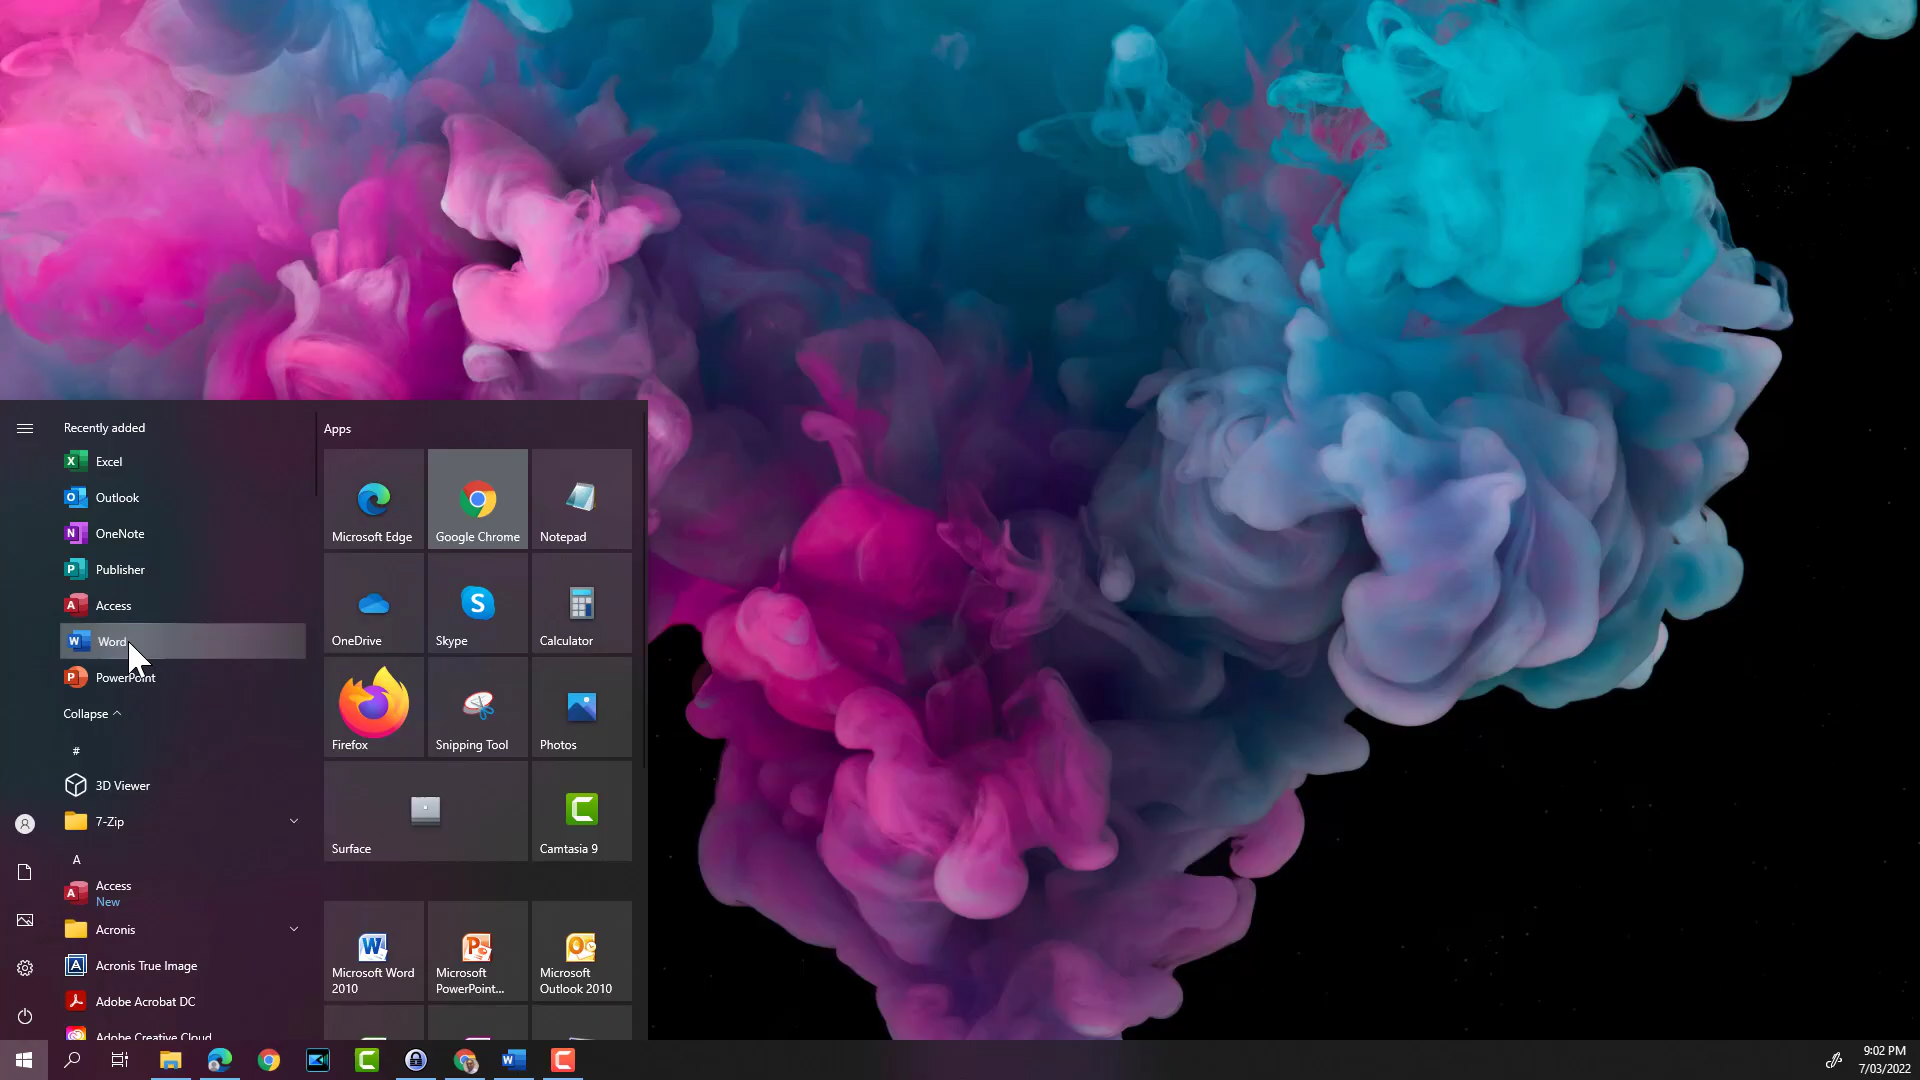 Recently added
Excel
Outlook
OneNote
Publisher
Access
Word
PowerPoint
Collapse
#
3D Viewer
7-Zip
A
Access
New
Acronis
Acronis True Image
Adobe Acrobat DC
Adobe Creative Cloud
Apps
Microsoft Edge
Google Chrome
Notepad
OneDrive
Skype
Calculator
Firefox
Snipping Tool
Photos
Surface
Camtasia 9
Microsoft Word
2010
Microsoft
PowerPoint...
Microsoft
Outlook 2010
9:02 PM
7/03/2022